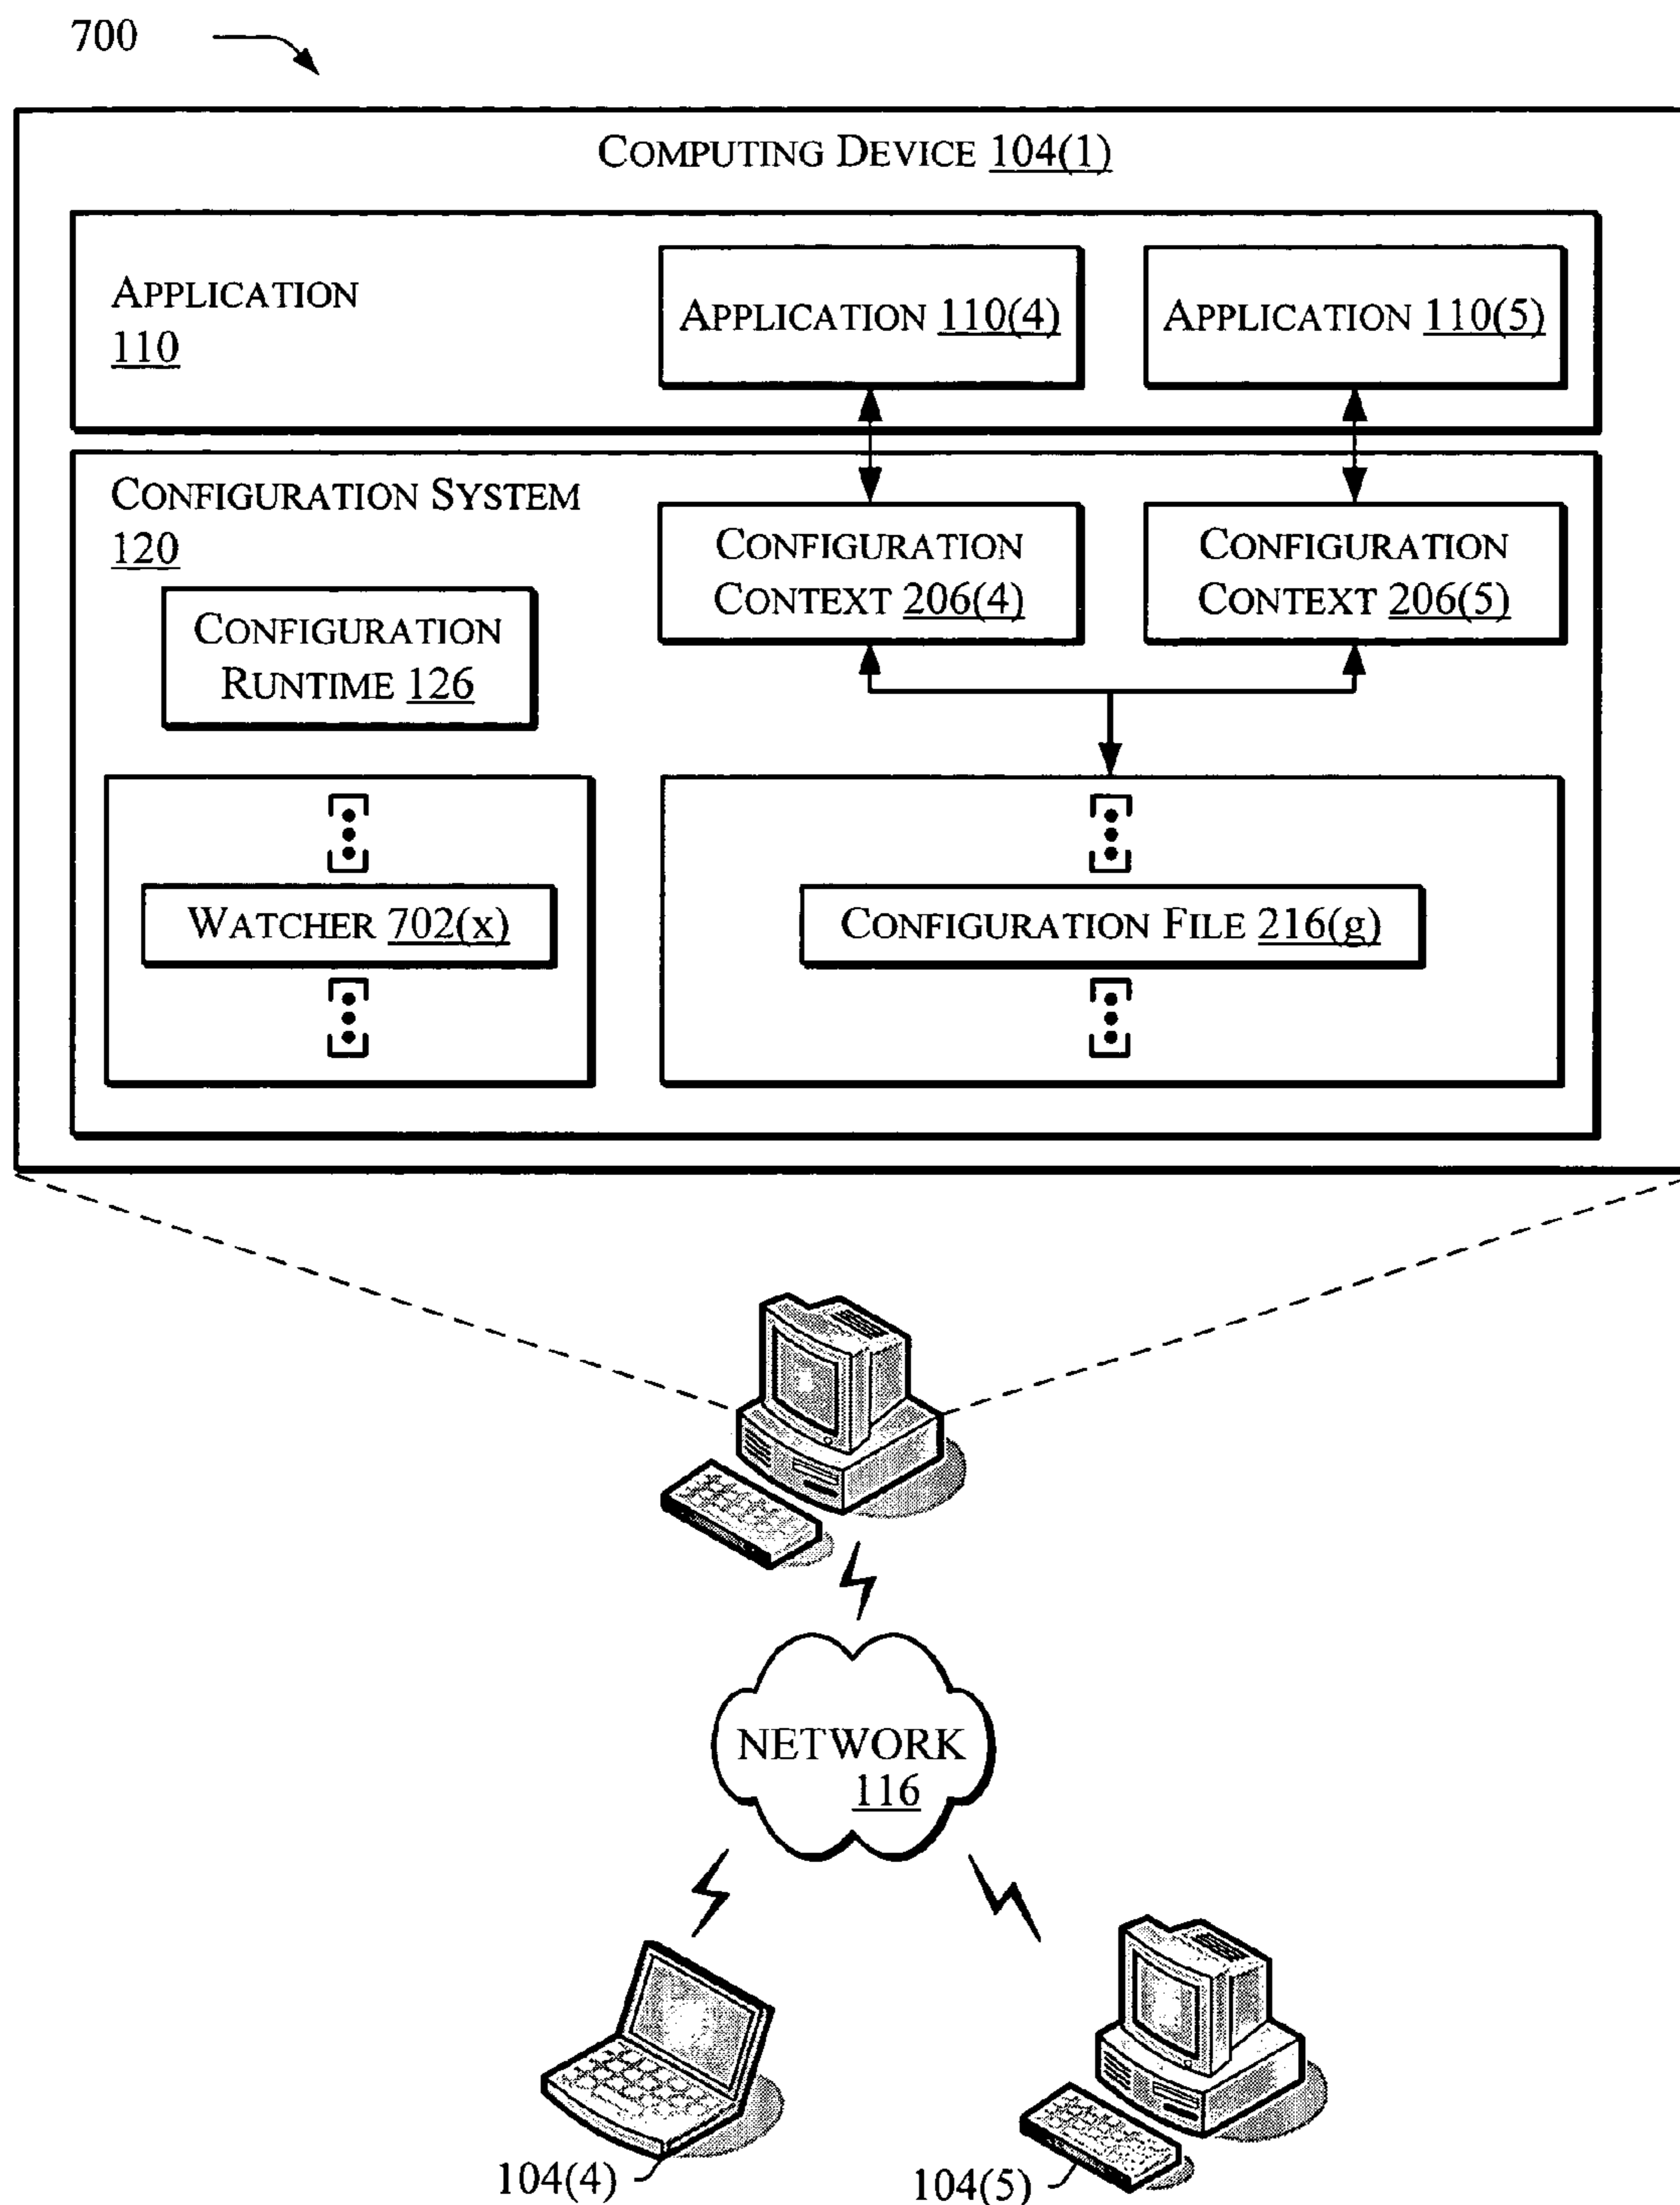 700
COMPUTING DEVICE 104(1)
APPLICATION
110
APPLICATION 110(4)
APPLICATION 110(5)
CONFIGURATION SYSTEM
120
CONFIGURATION
CONTEXT 206(4)
CONFIGURATION
CONTEXT 206(5)
CONFIGURATION
RUNTIME 126
WATCHER 702(x)
CONFIGURATION FILE 216(g)
NETWORK
116
104(4)
104(5)